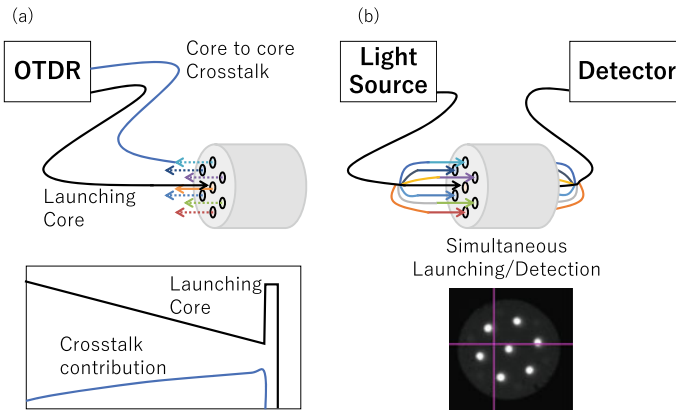 (a)
OTDR
Core to core
Crosstalk
Launching
Core
Launching
Core
Crosstalk
contribution
(b)
Light
Source
Detector
Simultaneous
Launching/Detection